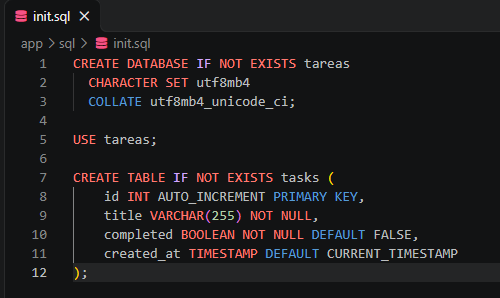 init.sql
app > sql > init.sql
1 CREATE DATABASE IF NOT EXISTS tareas
2 CHARACTER SET utf8mb4
3 COLLATE utf8mb4_unicode_ci;
4
5 USE tareas;
6
7 CREATE TABLE IF NOT EXISTS tasks (
8 id INT AUTO_INCREMENT PRIMARY KEY,
9 title VARCHAR(255) NOT NULL,
10 completed BOOLEAN NOT NULL DEFAULT FALSE,
11 created_at TIMESTAMP DEFAULT CURRENT_TIMESTAMP
12 );